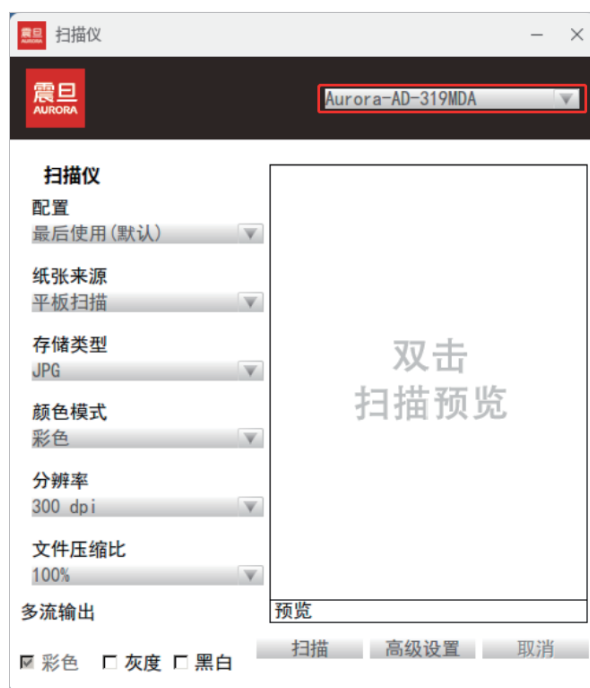 震旦
AURORA
扫描仪
震旦
AURORA
Aurora-AD-319MDA
扫描仪
配置
最后使用(默认)
纸张来源
平板扫描
存储类型
JPG
颜色模式
彩色
分辨率
300 dpi
文件压缩比
100%
多流输出
彩色 灰度 黑白
双击
扫描预览
预览
扫描 高级设置 取消